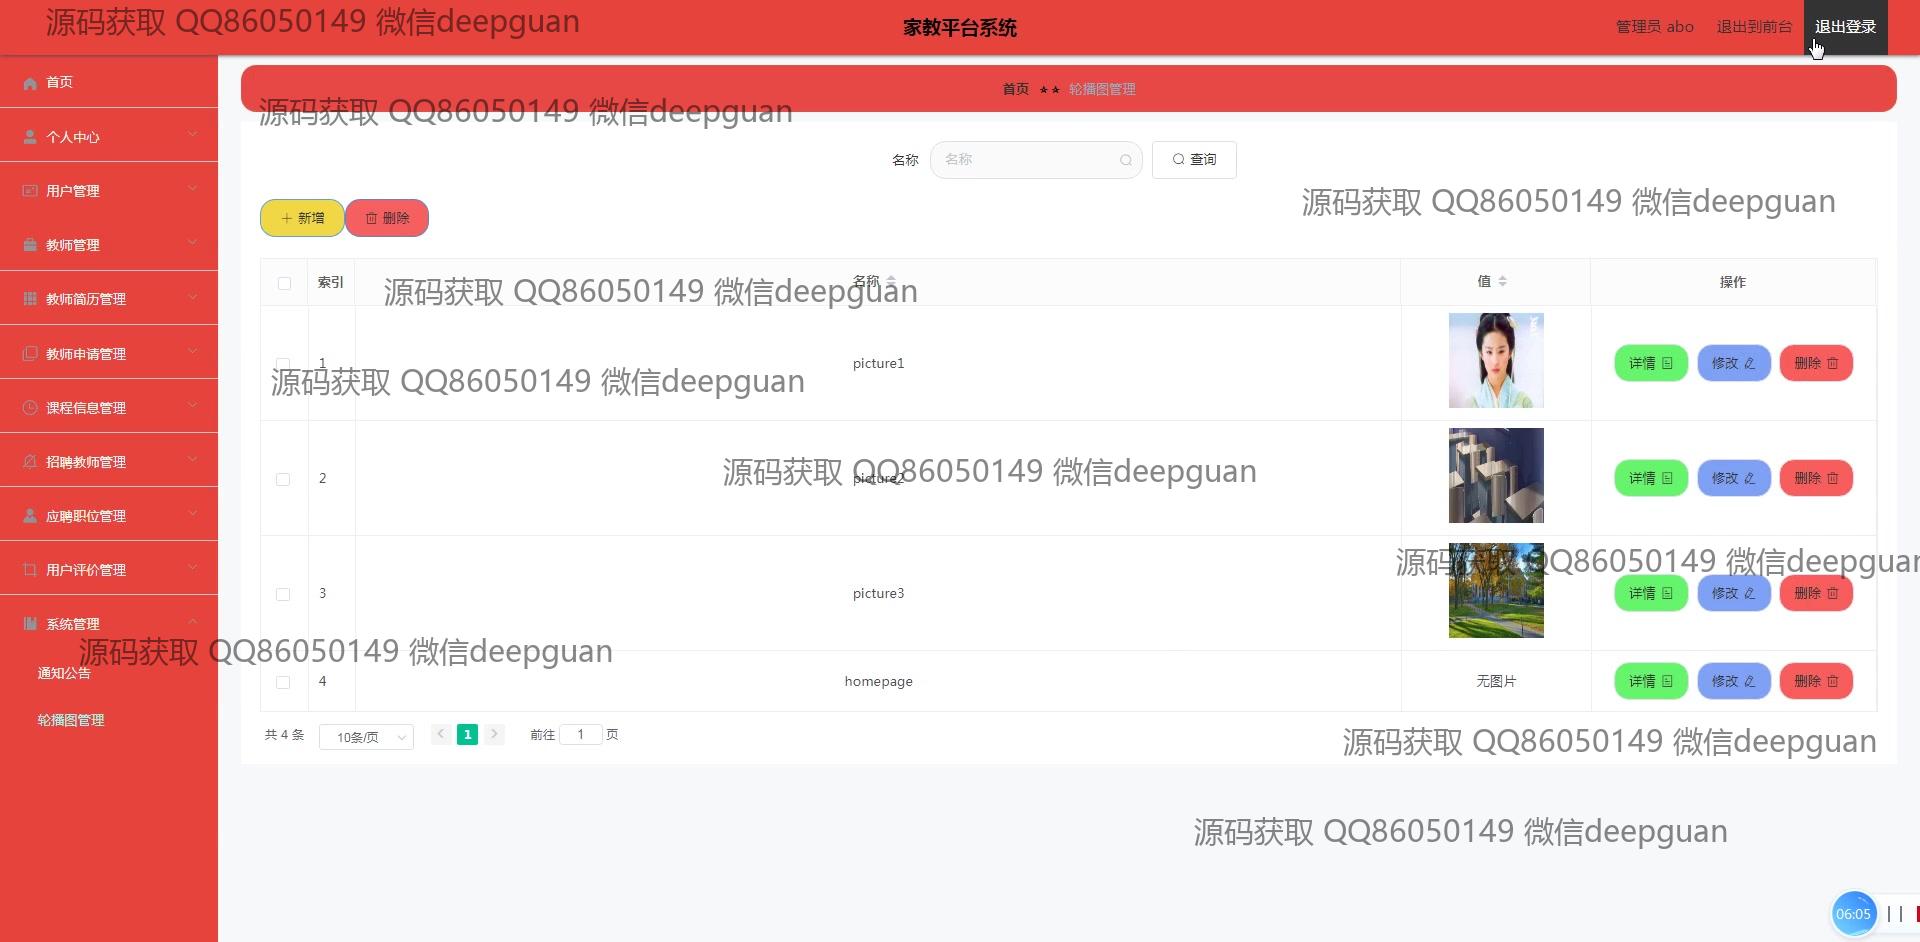 源码获取 QQ86050149 微信deepguan
家教平台系统
管理员 abo
退出到前台
退出登录
首页
个人中心
用户管理
教师管理
教师简历管理
教师申请管理
课程信息管理
招聘教师管理
应聘职位管理
用户评价管理
系统管理
通知公告
轮播图管理
首页 ★★ 轮播图管理
源码获取 QQ86050149 微信deepguan
名称 名称 查询
源码获取 QQ86050149 微信deepguan
新增 删除
索引 名称 值 操作
源码获取 QQ86050149 微信deepguan
1 picture1 详情 修改 删除
源码获取 QQ86050149 微信deepguan
2 picture2 详情 修改 删除
源码获取 QQ86050149 微信deepguan
源码获取 QQ86050149 微信deepguan
3 picture3 详情 修改 删除
源码获取 QQ86050149 微信deepguan
4 homepage 无图片 详情 修改 删除
共 4 条 10条/页 1 前往 1 页
源码获取 QQ86050149 微信deepguan
源码获取 QQ86050149 微信deepguan
06:05